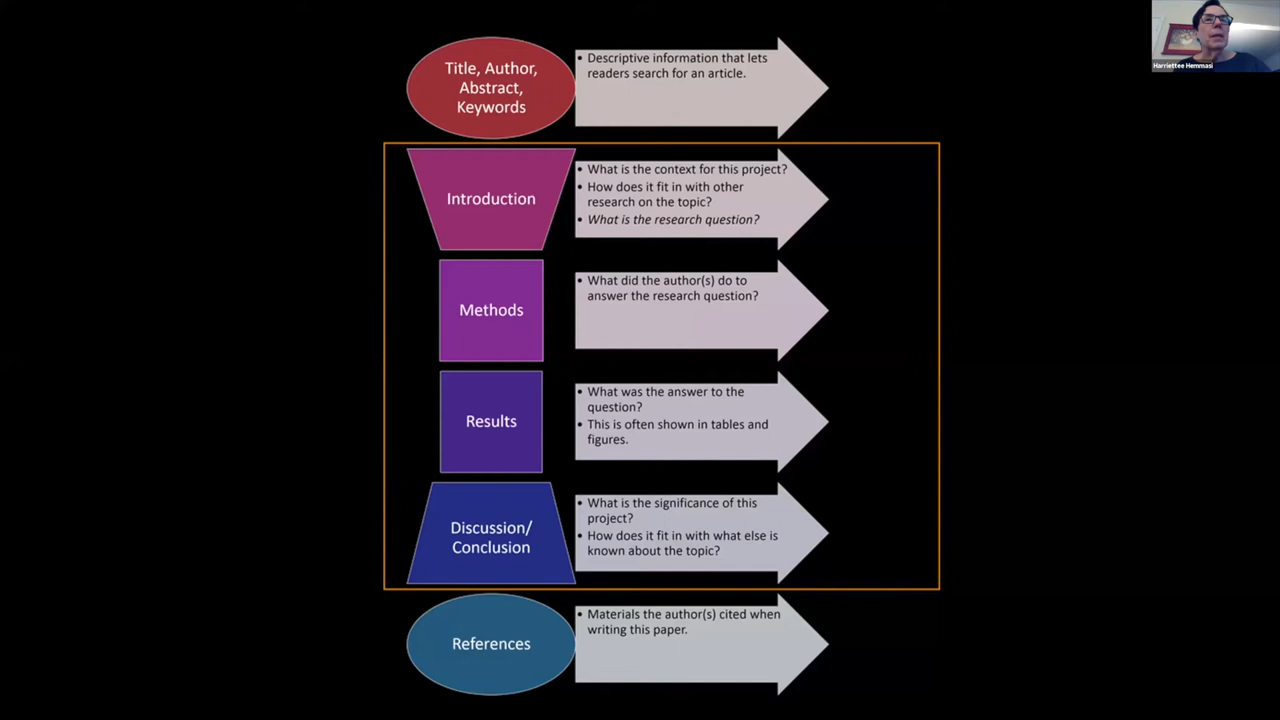 Title, Author,
Abstract,
Keywords
• Descriptive information that lets
readers search for an article.
Introduction
• What is the context for this project?
• How does it fit in with other
research on the topic?
• What is the research question?
Methods
• What did the author(s) do to
answer the research question?
Results
• What was the answer to the
question?
• This is often shown in tables and
figures.
Discussion/
Conclusion
• What is the significance of this
project?
• How does it fit in with what else is
known about the topic?
References
• Materials the author(s) cited when
writing this paper.
Harriettee Hemmasi